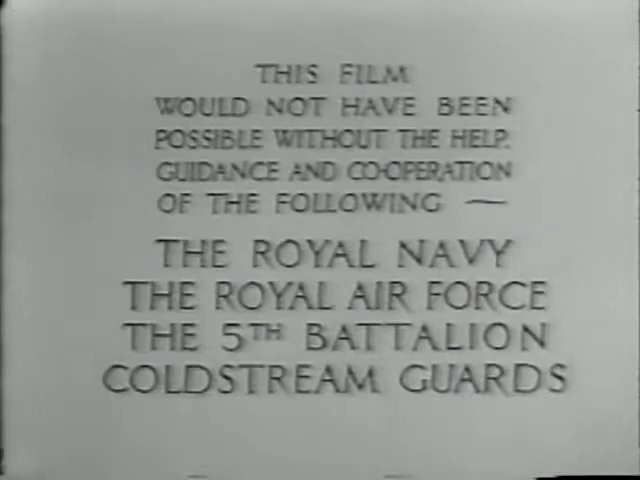 THIS FILM
WOULD NOT HAVE BEEN
POSSIBLE WITHOUT THE HELP,
GUIDANCE AND CO-OPERATION
OF THE FOLLOWING —
THE ROYAL NAVY
THE ROYAL AIR FORCE
THE 5TH BATTALION
COLDSTREAM GUARDS